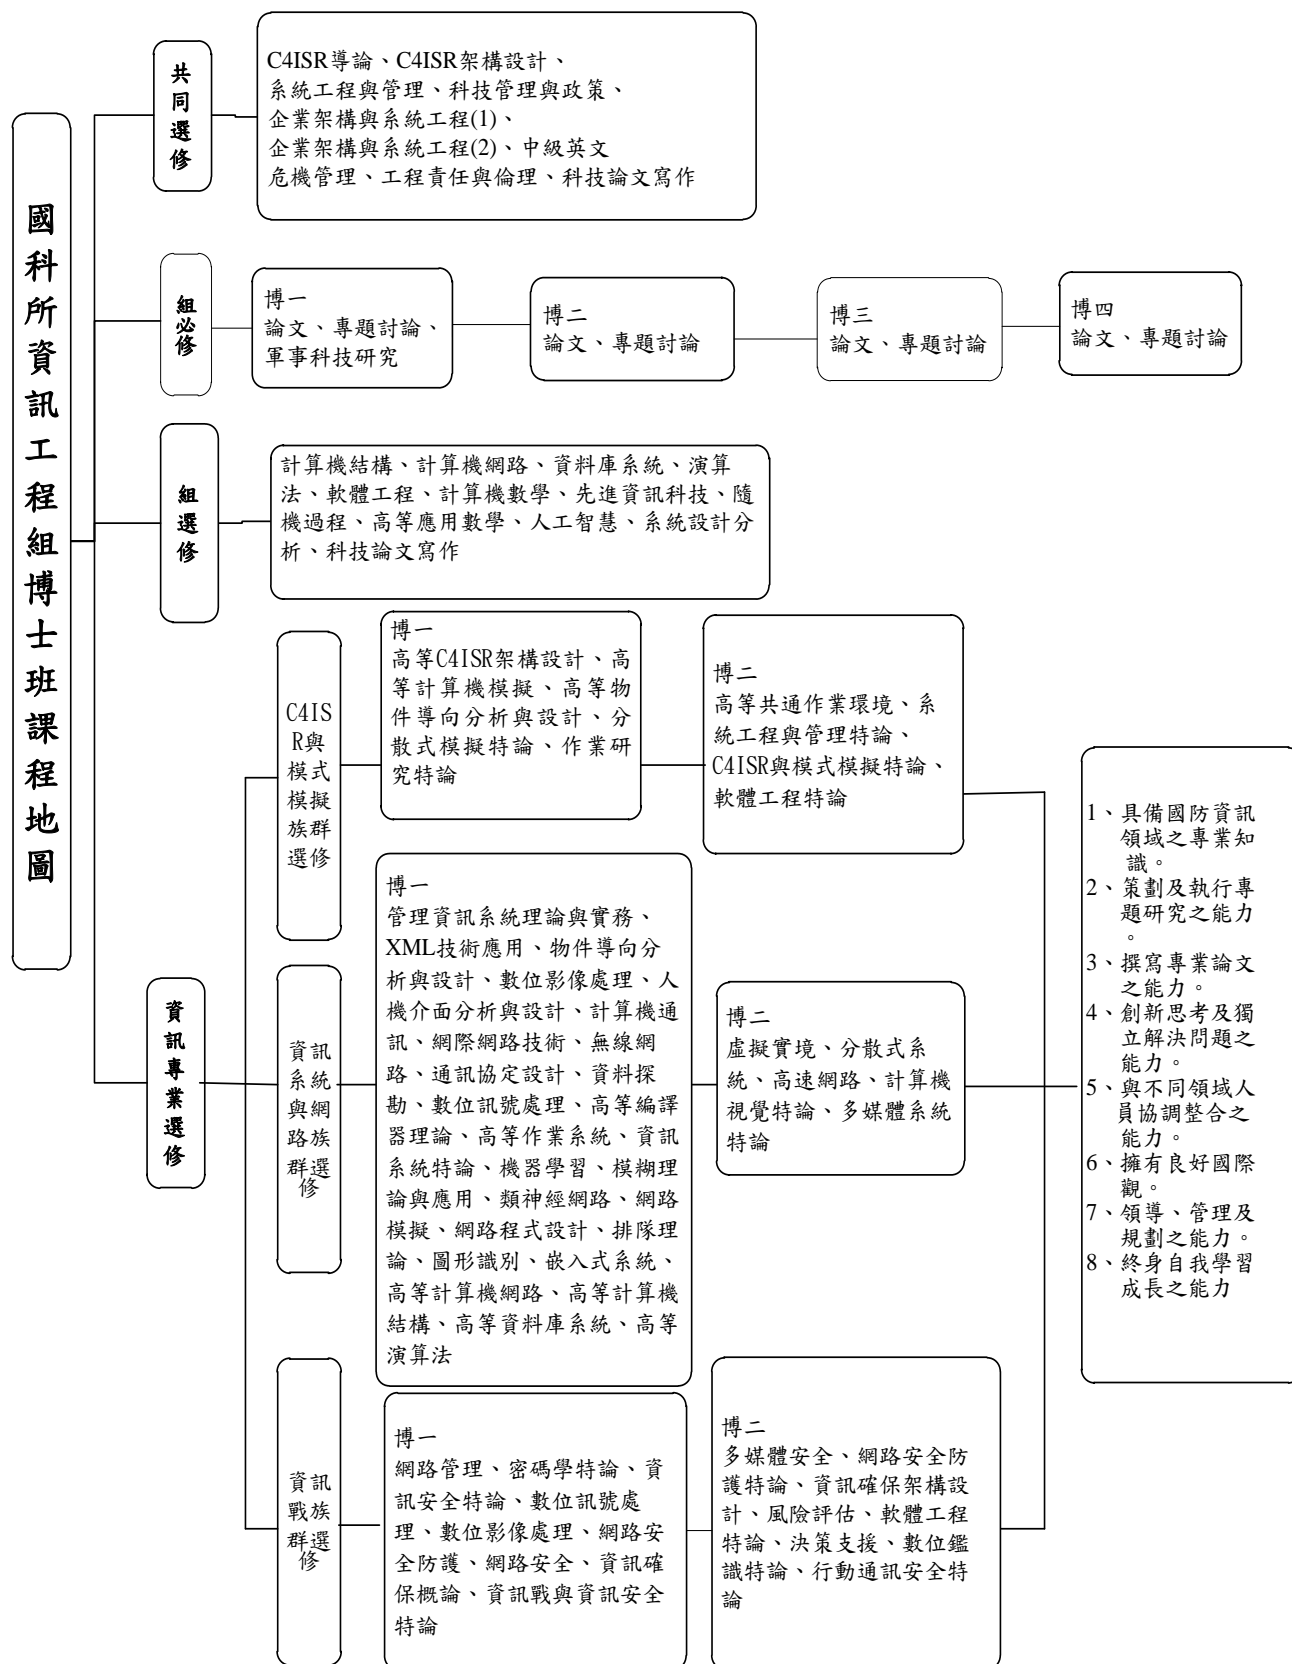 國科所資訊工程組博士班課程地圖
共同選修
C4ISR導論、C4ISR架構設計、
系統工程與管理、科技管理與政策、
企業架構與系統工程(1)、
企業架構與系統工程(2)、中級英文
危機管理、工程責任與倫理、科技論文寫作
組必修
博一
論文、專題討論、
軍事科技研究
博二
論文、專題討論
博三
論文、專題討論
博四
論文、專題討論
組選修
計算機結構、計算機網路、資料庫系統、演算
法、軟體工程、計算機數學、先進資訊科技、隨
機過程、高等應用數學、人工智慧、系統設計分
析、科技論文寫作
資訊專業選修
C4IS
R與
模式
模擬
族群
選修
博一
高等C4ISR架構設計、高
等計算機模擬、高等物
件導向分析與設計、分
散式模擬特論、作業研
究特論
博二
高等共通作業環境、系
統工程與管理特論、
C4ISR與模式模擬特論、
軟體工程特論
資訊
系統
與網
路族
群選
修
博一
管理資訊系統理論與實務、
XML技術應用、物件導向分
析與設計、數位影像處理、人
機介面分析與設計、計算機通
訊、網際網路技術、無線網
路、通訊協定設計、資料探
勘、數位訊號處理、高等編譯
器理論、高等作業系統、資訊
系統特論、機器學習、模糊理
論與應用、類神經網路、網路
模擬、網路程式設計、排隊理
論、圖形識別、嵌入式系統、
高等計算機網路、高等計算機
結構、高等資料庫系統、高等
演算法
博二
虛擬實境、分散式系
統、高速網路、計算機
視覺特論、多媒體系統
特論
資訊
戰族
群選
修
博一
網路管理、密碼學特論、資
訊安全特論、數位訊號處
理、數位影像處理、網路安
全防護、網路安全、資訊確
保概論、資訊戰與資訊安全
特論
博二
多媒體安全、網路安全防
護特論、資訊確保架構設
計、風險評估、軟體工程
特論、決策支援、數位鑑
識特論、行動通訊安全特
論
1、具備國防資訊
領域之專業知
識。
2、策劃及執行專
題研究之能力
。
3、撰寫專業論文
之能力。
4、創新思考及獨
立解決問題之
能力。
5、與不同領域人
員協調整合之
能力。
6、擁有良好國際
觀。
7、領導、管理及
規劃之能力。
8、終身自我學習
成長之能力